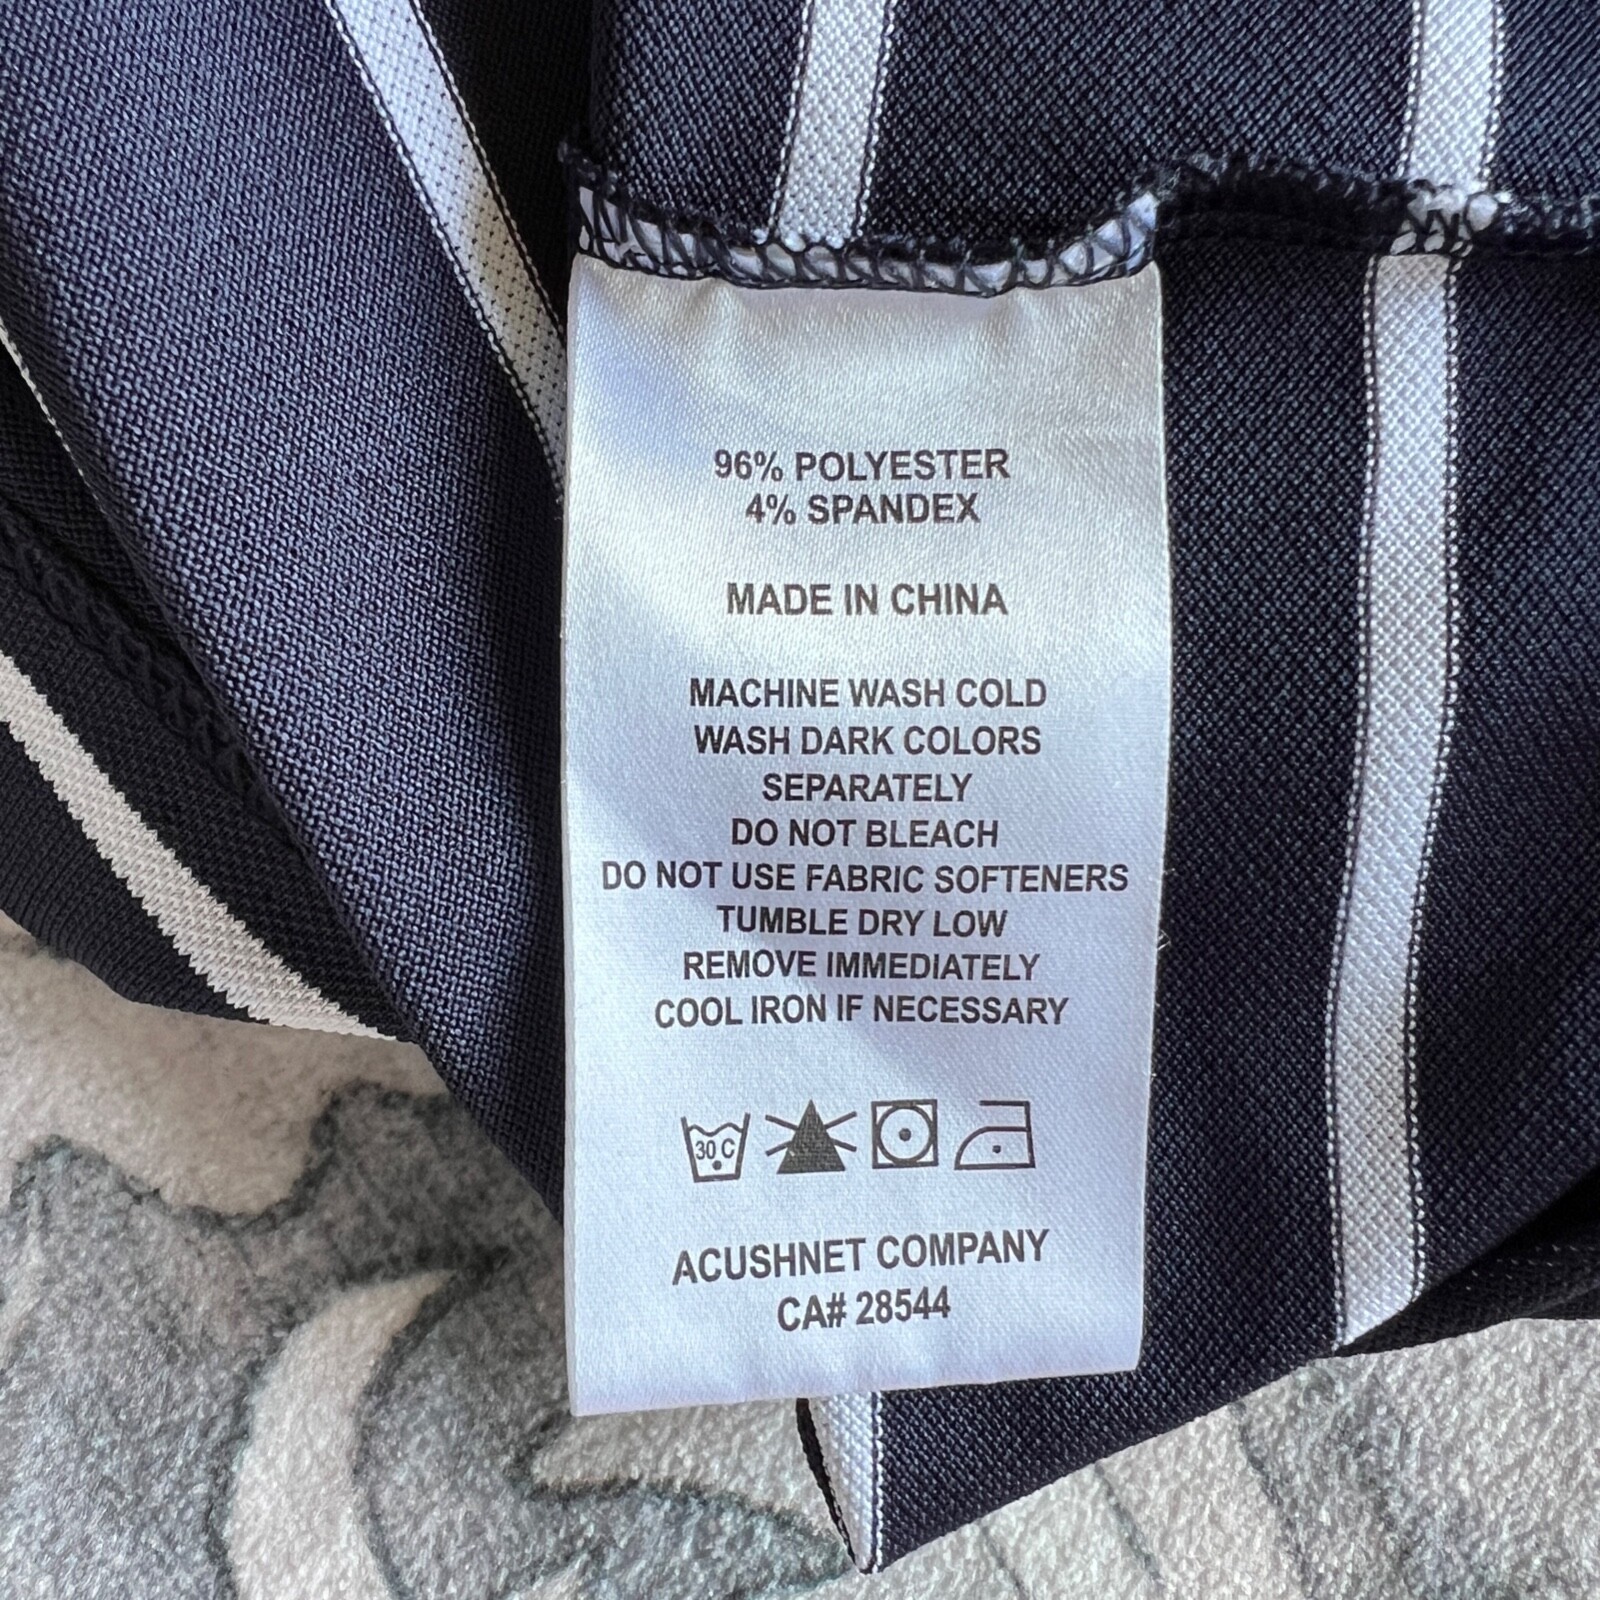 96% POLYESTER
4% SPANDEX
MADE IN CHINA
MACHINE WASH COLD
WASH DARK COLORS
SEPARATELY
DO NOT BLEACH
DO NOT USE FABRIC SOFTENERS
TUMBLE DRY LOW
REMOVE IMMEDIATELY
COOL IRON IF NECESSARY
30 C
ACUSHNET COMPANY
CA# 28544